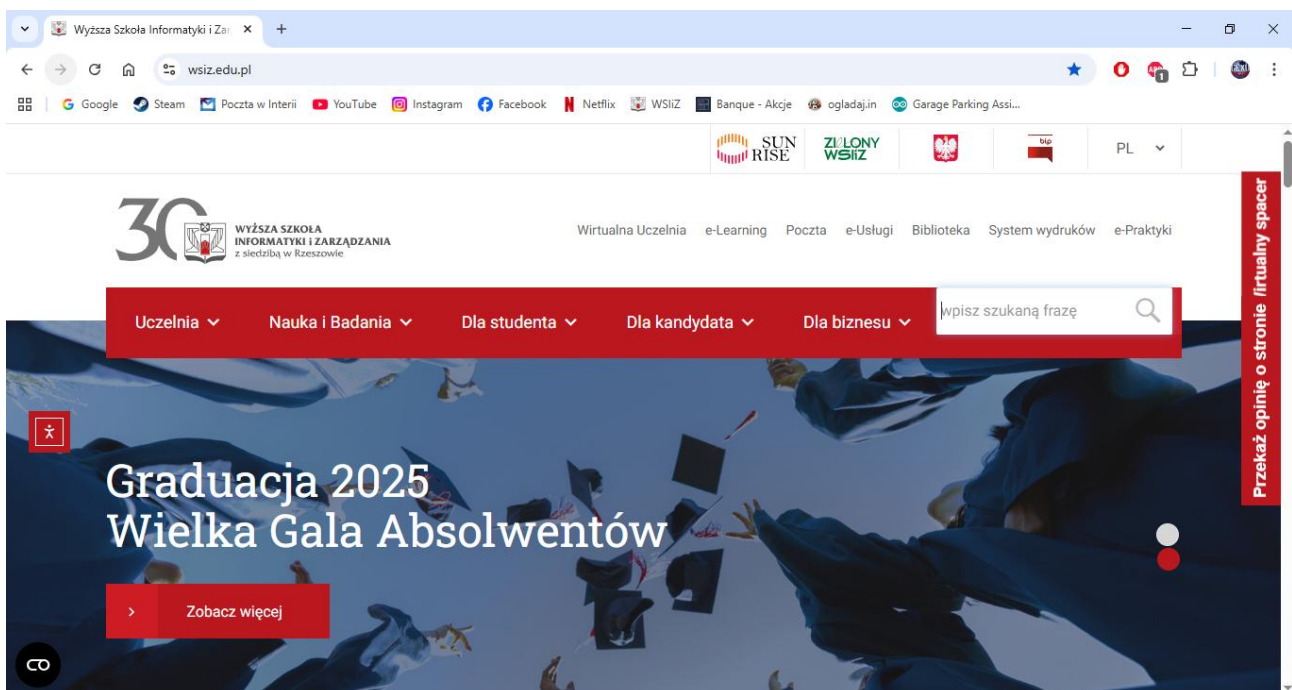 Wyższa Szkoła Informatyki i Zar
wsiz.edu.pl
1
Google Steam Poczta w Interii YouTube Instagram Facebook Netflix WSIiZ Banque - Akcje ogladaj.in Garage Parking Assi...
SUN RISE
ZIELONY WSIiZ
bip
PL
30
WYŻSZA SZKOŁA
INFORMATYKI i ZARZĄDZANIA
z siedzibą w Rzeszowie
Wirtualna Uczelnia e-Learning Poczta e-Usługi Biblioteka System wydruków e-Praktyki
Uczelnia Nauka i Badania Dla studenta Dla kandydata Dla biznesu
wpisz szukaną frazę
Graduacja 2025
Wielka Gala Absolwentów
Zobacz więcej
Przekaż opinię o stronie
spacer